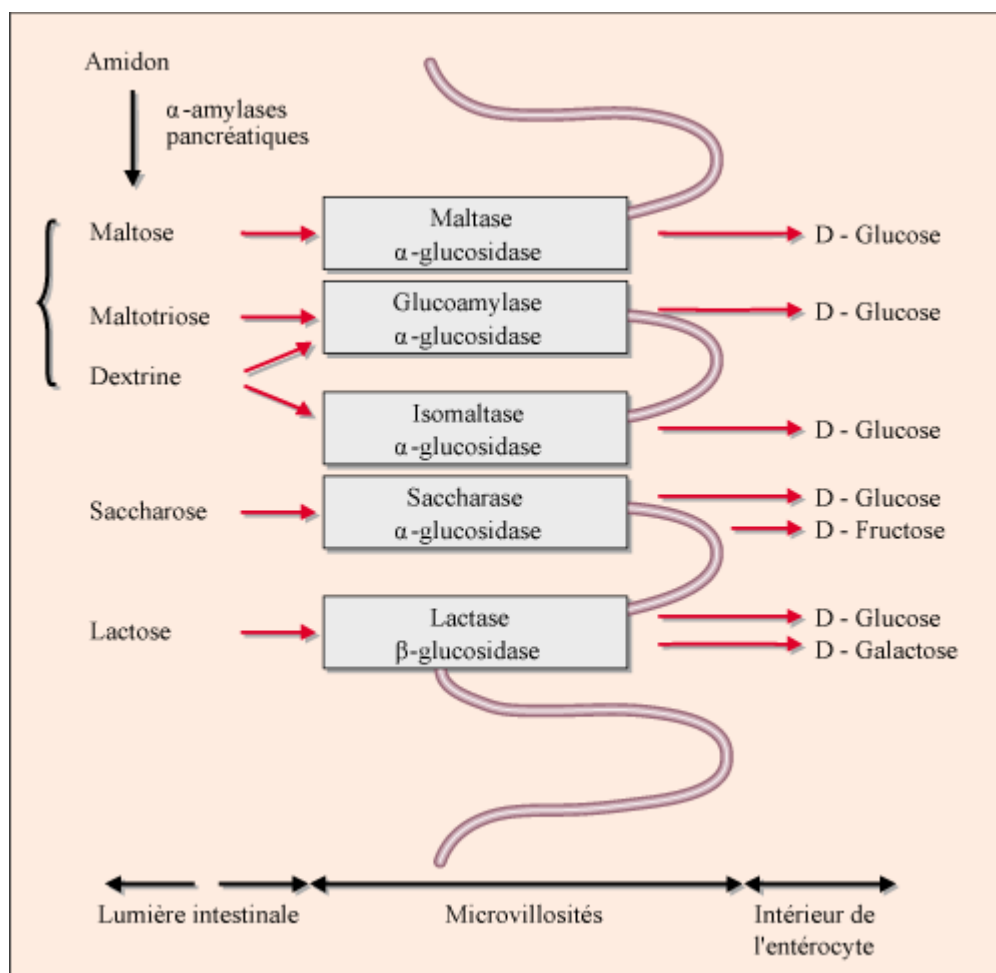 Amidon
α-amylases
pancréatiques
Maltose
Maltase
α-glucosidase
D - Glucose
Maltotriose
Glucoamylase
α-glucosidase
D - Glucose
Dextrine
Isomaltase
α-glucosidase
D - Glucose
Saccharose
Saccharase
α-glucosidase
D - Glucose
D - Fructose
Lactose
Lactase
β-glucosidase
D - Glucose
D - Galactose
Lumière intestinale
Microvillosités
Intérieur de
l'entérocyte